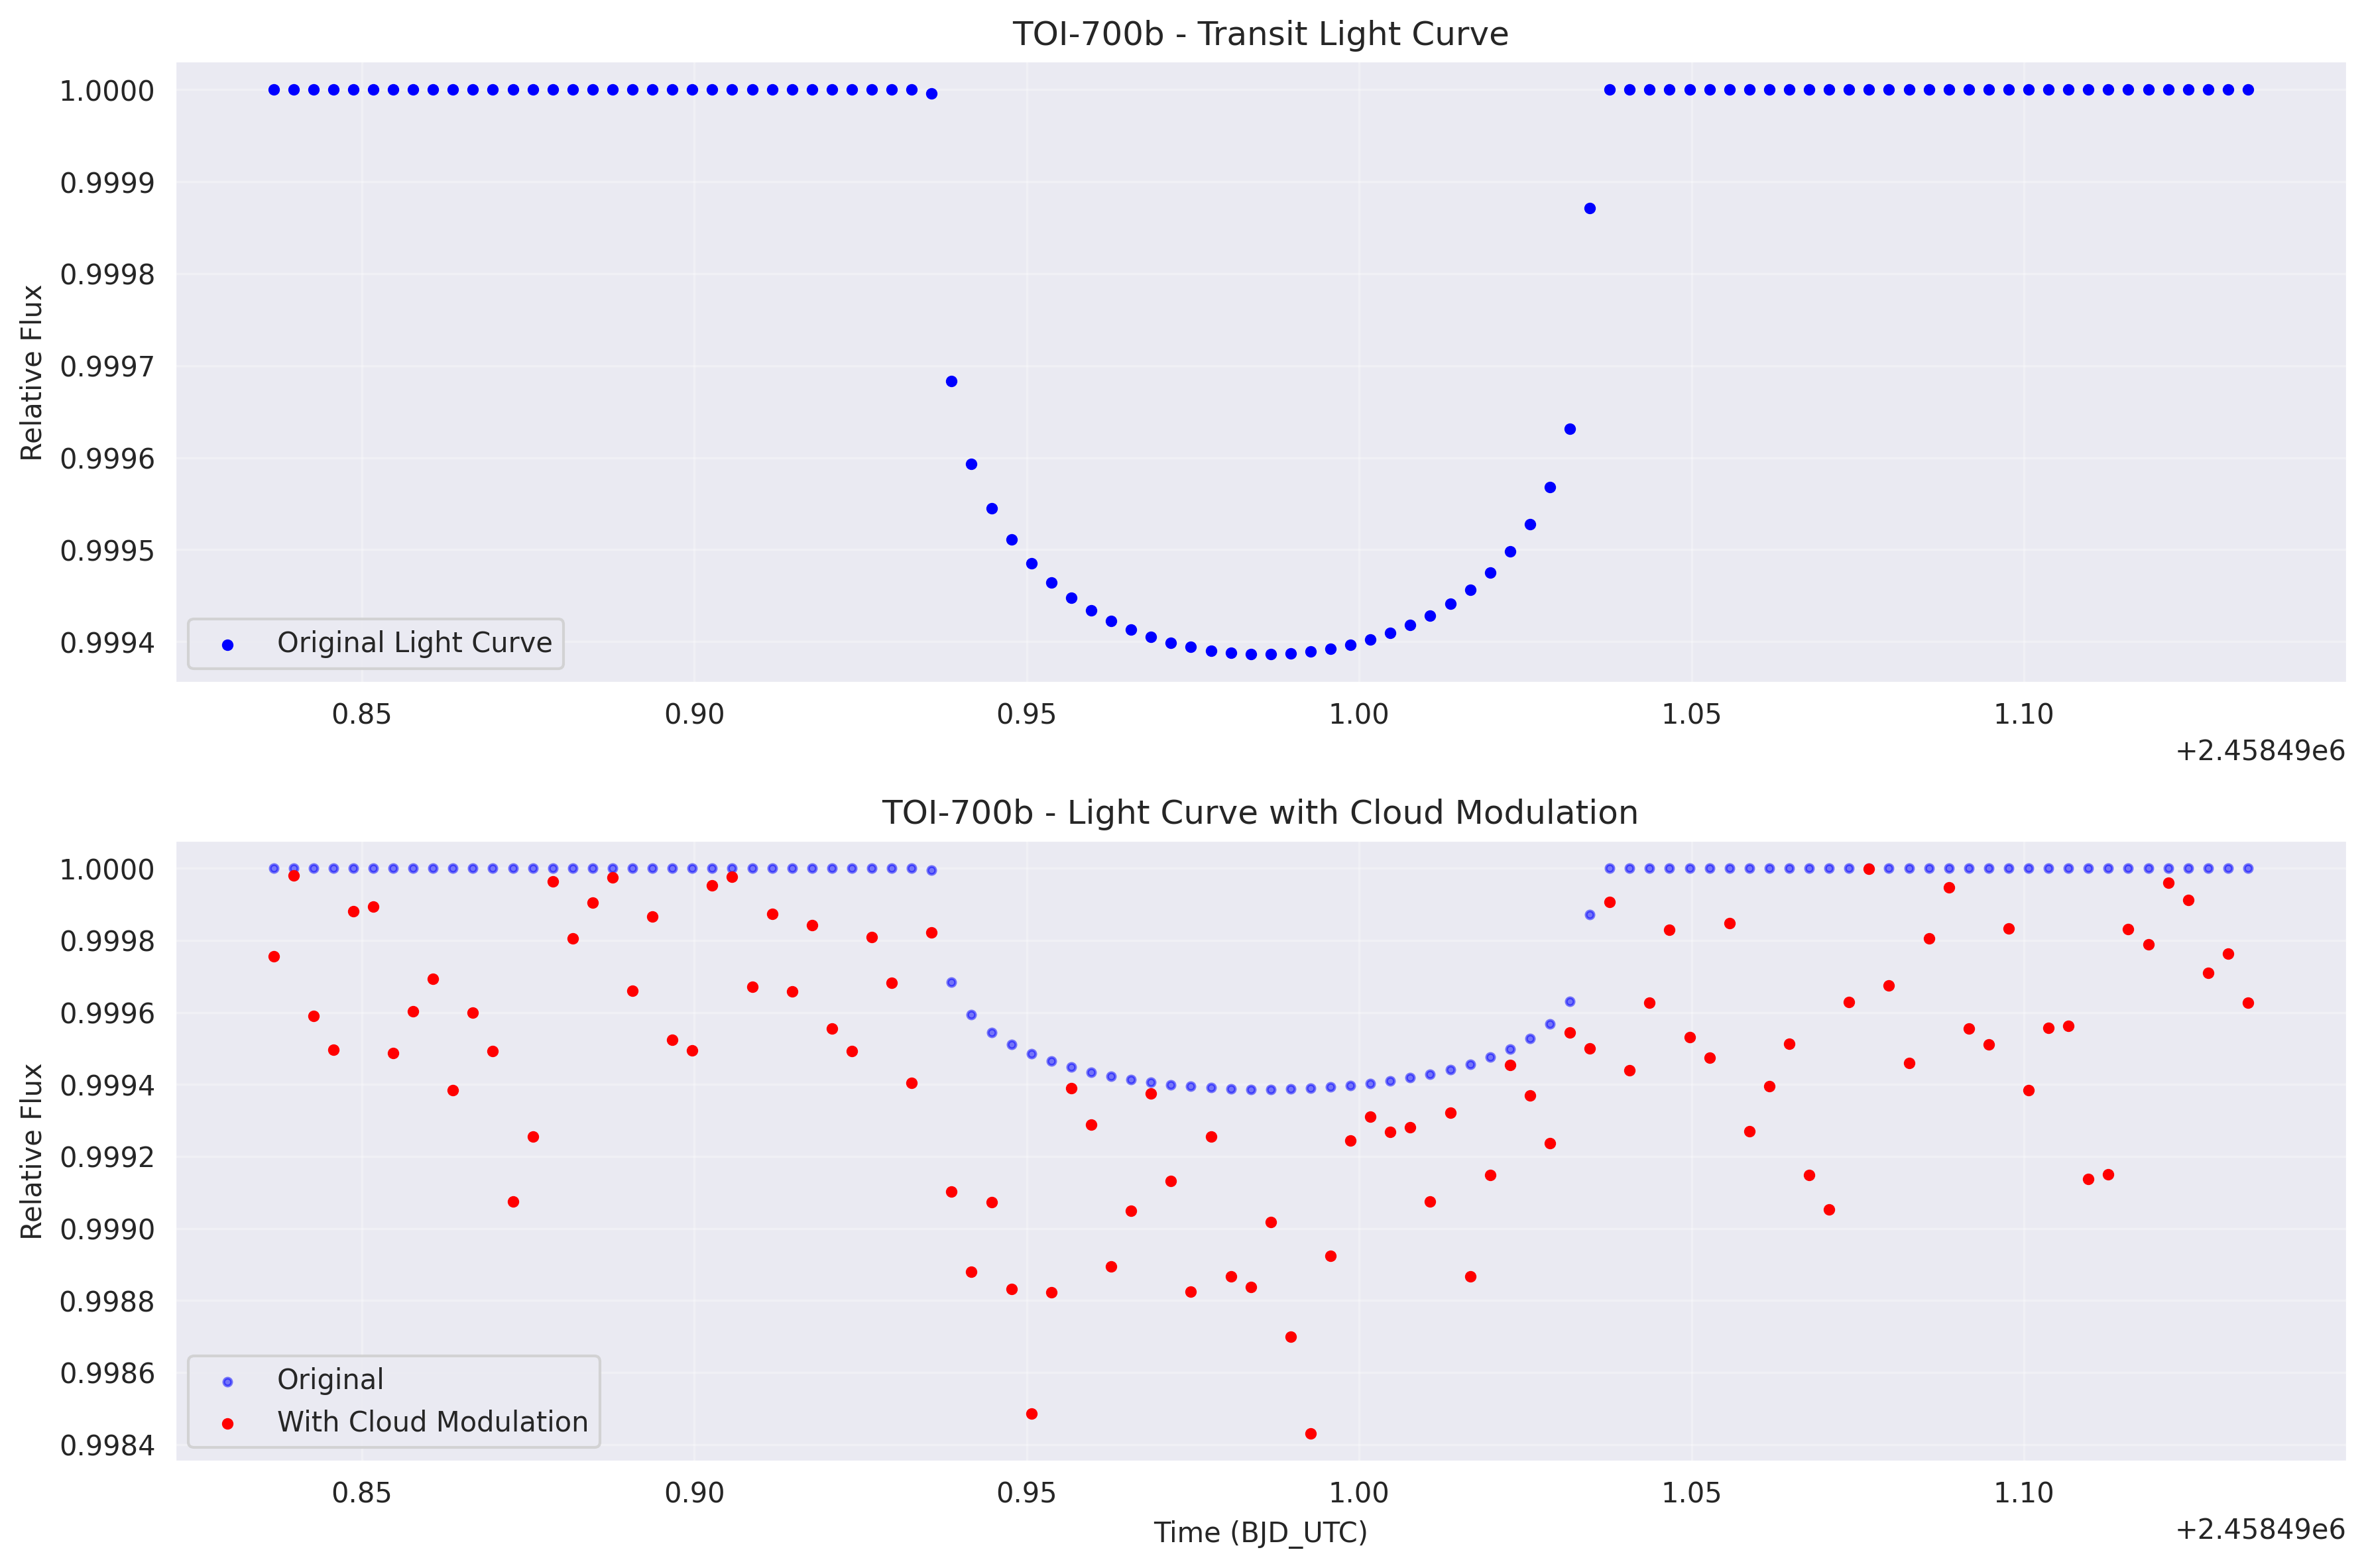 TOI-700b - Transit Light Curve
Relative Flux
1.0000
0.9999
0.9998
0.9997
0.9996
0.9995
0.9994
Original Light Curve
0.85 0.90 0.95 1.00 1.05 1.10
+2.45849e6
TOI-700b - Light Curve with Cloud Modulation
Relative Flux
1.0000
0.9998
0.9996
0.9994
0.9992
0.9990
0.9988
0.9986
0.9984
Original
With Cloud Modulation
0.85 0.90 0.95 1.00 1.05 1.10
Time (BJD_UTC)
+2.45849e6